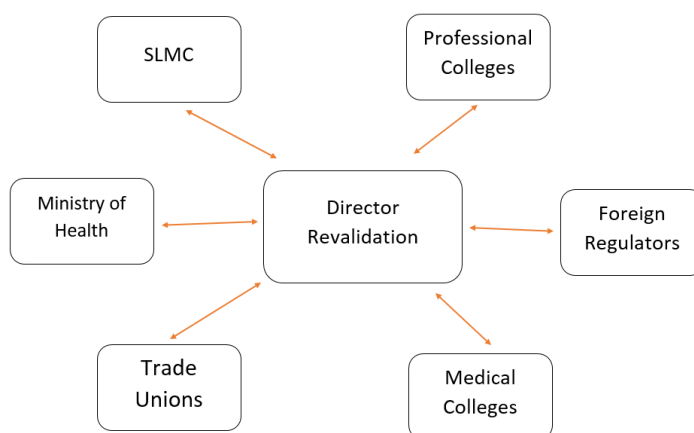 SLMC
Professional
Colleges
Ministry of
Health
Director
Revalidation
Foreign
Regulators
Trade
Unions
Medical
Colleges